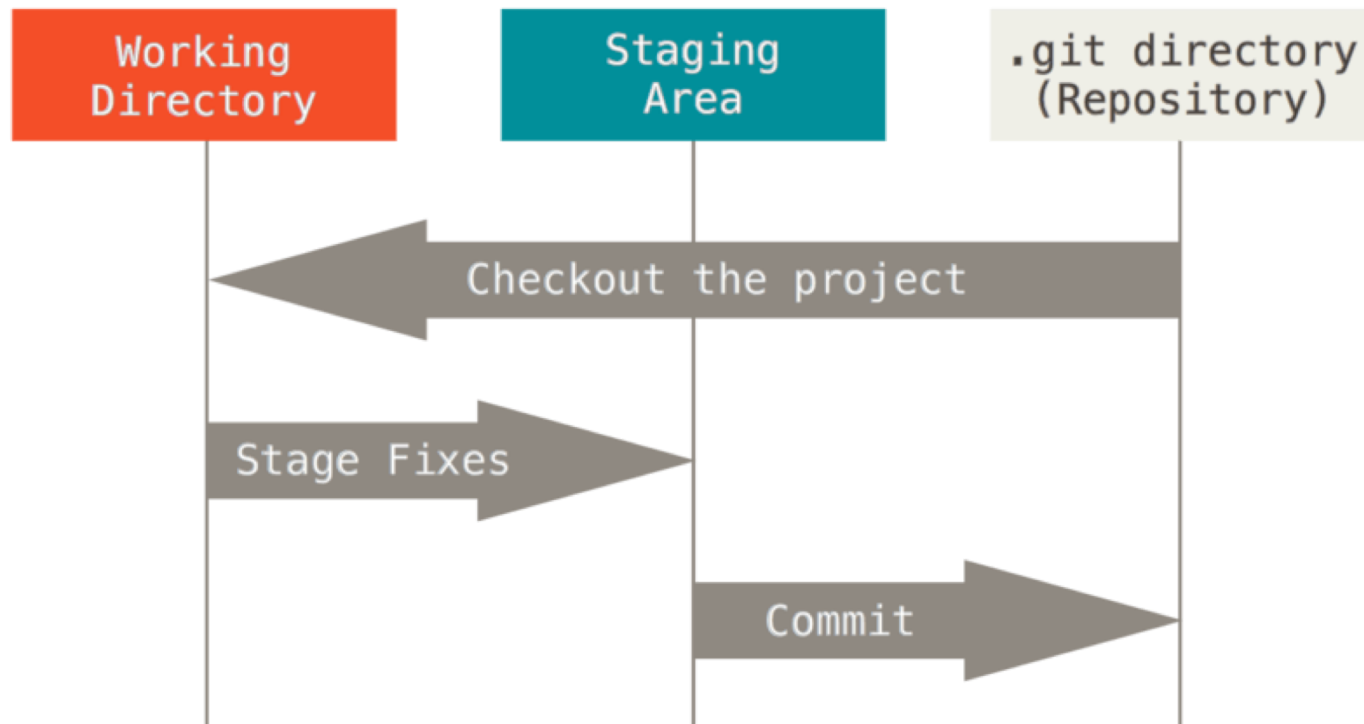 Working
Directory
Staging
Area
.git directory
(Repository)
Checkout the project
Stage Fixes
Commit